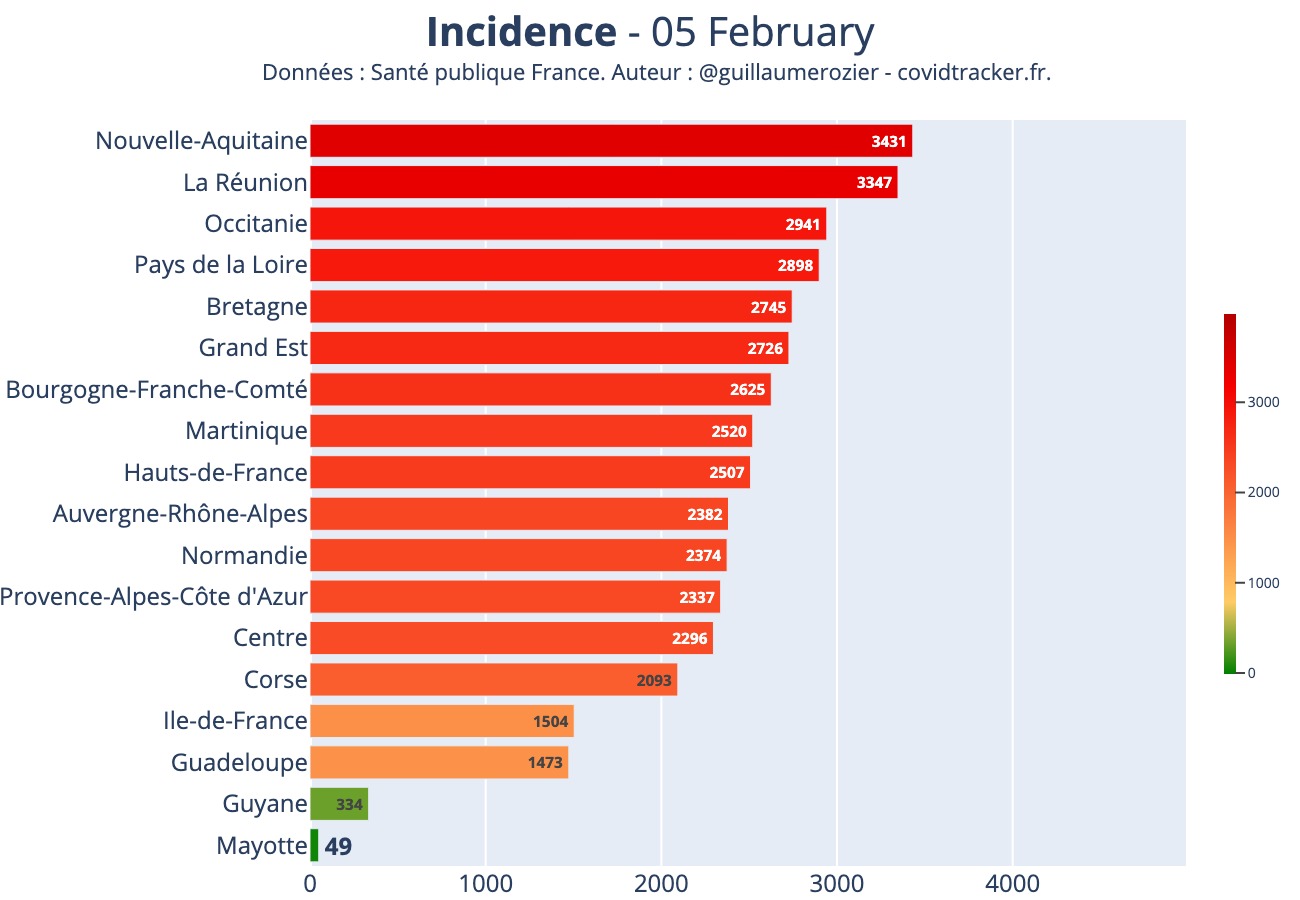 Incidence - 05 February
Données : Santé publique France. Auteur : @guillaumerozier - covidtracker.fr.
Nouvelle-Aquitaine 3431
La Réunion 3347
Occitanie 2941
Pays de la Loire 2898
Bretagne 2745
Grand Est 2726
Bourgogne-Franche-Comté 2625
Martinique 2520
Hauts-de-France 2507
Auvergne-Rhône-Alpes 2382
Normandie 2374
Provence-Alpes-Côte d'Azur 2337
Centre 2296
Corse 2093
Ile-de-France 1504
Guadeloupe 1473
Guyane 334
Mayotte 49
0 1000 2000 3000 4000
3000
2000
1000
0